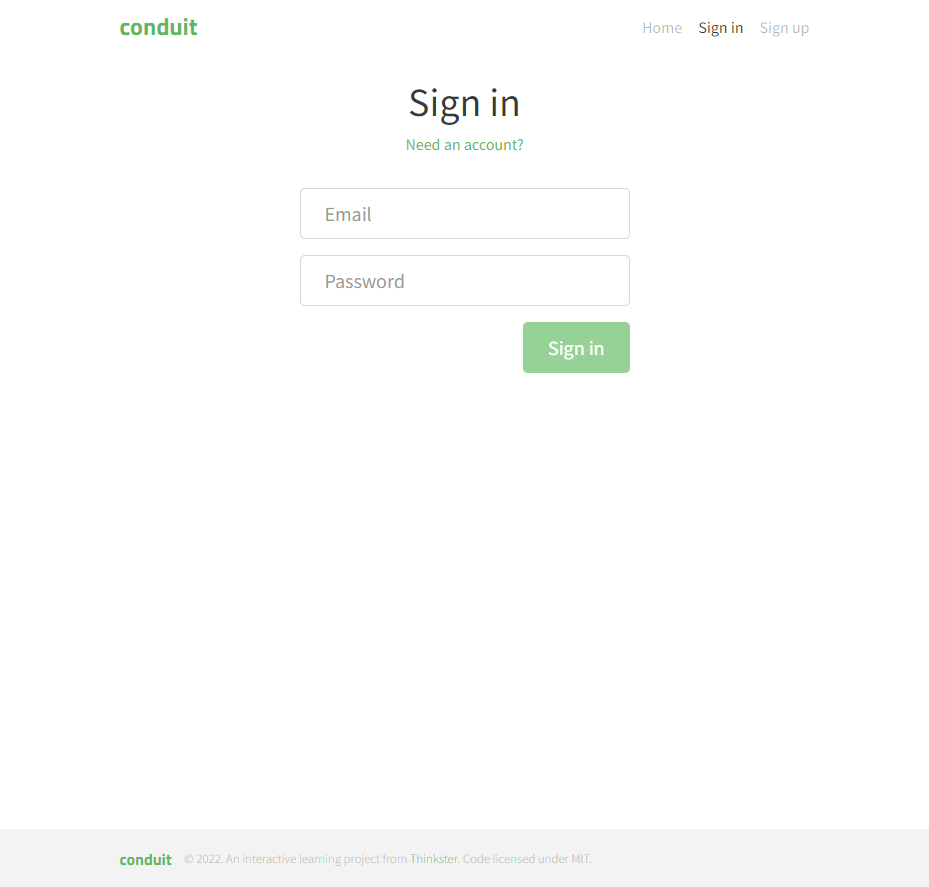 conduit
Home Sign in Sign up
Sign in
Need an account?
Email
Password
Sign in
conduit © 2022. An interactive learning project from Thinkster. Code licensed under MIT.